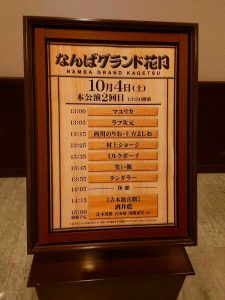 なんばグランド花月
NAMBA GRAND KAGETSU
10月4日(土)
本公演2回目 13:00開演
13:00 マユリカ
13:05 ラフ次元
13:15 西川のりお・上方よしお
13:25 村上ショージ
13:35 ミルクボーイ
13:45 笑い飯
13:55 テンダラー
14:05 休憩
14:15 【吉本新喜劇】
酒井藍
15:00